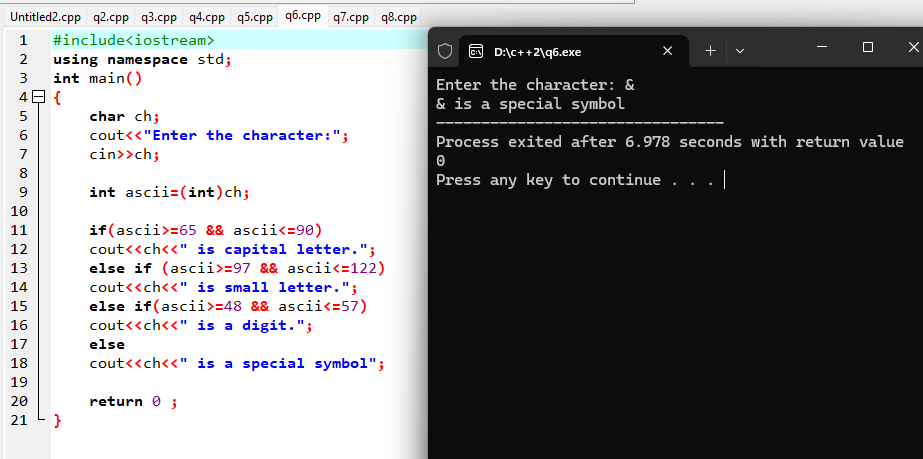 Untitled2.cpp q2.cpp q3.cpp q4.cpp q5.cpp q6.cpp q7.cpp q8.cpp
1 #include<iostream>
2 using namespace std;
3 int main()
4 {
5 char ch;
6 cout<<"Enter the character:";
7 cin>>ch;
8
9 int ascii=(int)ch;
10
11 if(ascii>=65 && ascii<=90)
12 cout<<ch<<" is capital letter.";
13 else if (ascii>=97 && ascii<=122)
14 cout<<ch<<" is small letter.";
15 else if(ascii>=48 && ascii<=57)
16 cout<<ch<<" is a digit.";
17 else
18 cout<<ch<<" is a special symbol";
19
20 return 0 ;
21 }
D:\c++2\q6.exe
Enter the character: &
& is a special symbol
--------------------------------
Process exited after 6.978 seconds with return value
0
Press any key to continue . . .